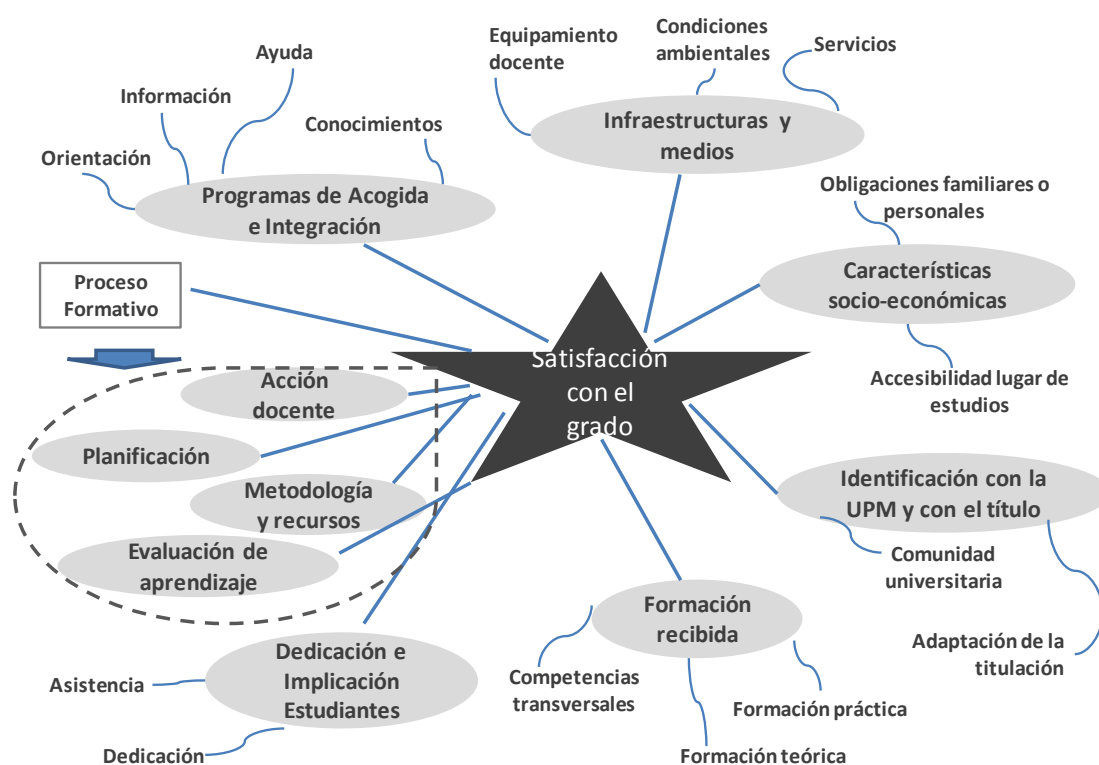 Ayuda
Información
Conocimientos
Orientación
Programas de Acogida
e Integración
Equipamiento
docente
Condiciones
ambientales
Servicios
Infraestructuras y
medios
Obligaciones familiares o
personales
Característísticas
socio-económicas
Accesibilidad lugar de
estudios
Proceso
Formativo
Satisfacción
con el
grado
Acción
docente
Planificación
Metodología
y recursos
Evaluación de
aprendizaje
Identificación con la
UPM y con el título
Comunidad
universitaria
Adaptación de la
titulación
Formación
recibida
Competencias
transversales
Formación práctica
Formación teórica
Dedicación e
Implicación
Estudiantes
Asistencia
Dedicación